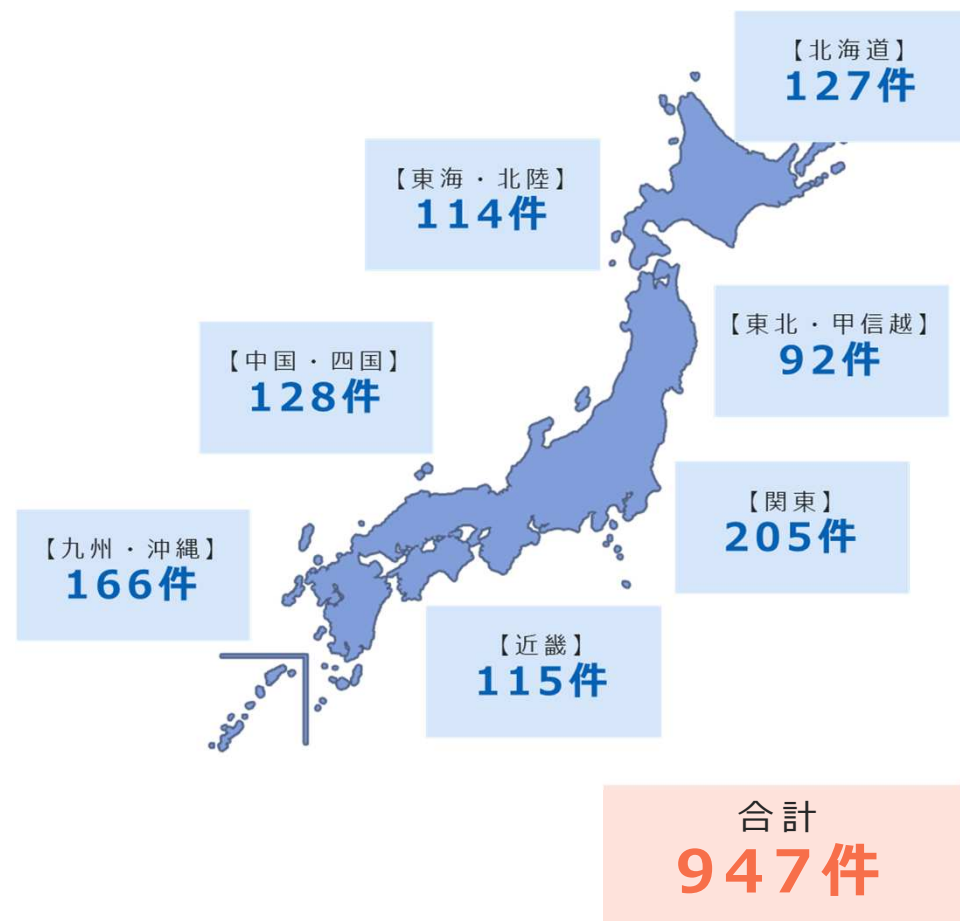 【北海道】
127件
【東海・北陸】
114件
【東北・甲信越】
92件
【中国・四国】
128件
【関東】
205件
【九州・沖縄】
166件
【近畿】
115件
合計
947件